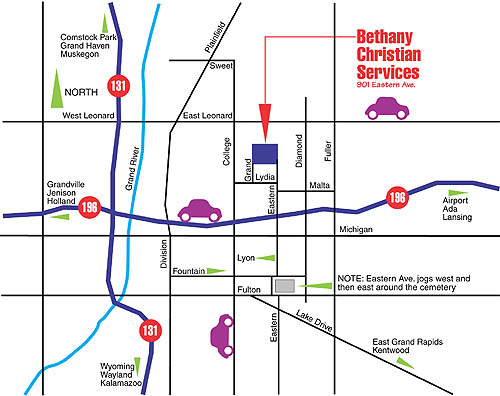 Comstock Park
Grand Haven
Muskegon
Plainfield
Bethany
Christian
Services
901 Eastern Ave.
Sweet
131
NORTH
West Leonard
East Leonard
Grand River
College
Grand
Lydia
Eastern
Diamond
Fuller
Malta
Grandville
Jenison
Holland
196
196
Airport
Ada
Lansing
Michigan
Division
Lyon
Fountain
Fulton
NOTE: Eastern Ave. jogs west and
then east around the cemetery
131
Eastern
Lake Drive
East Grand Rapids
Kentwood
Wyoming
Wayland
Kalamazoo